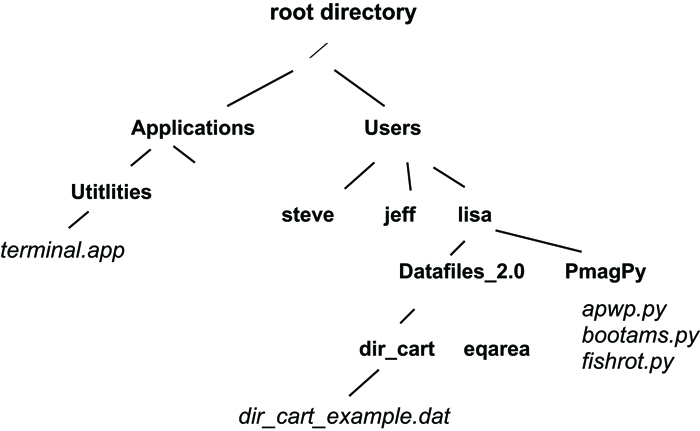 root directory
/
Applications
Users
Utitlities
steve
jeff
lisa
terminal.app
Datafiles_2.0
PmagPy
apwp.py
bootams.py
fishrot.py
dir_cart
eqarea
dir_cart_example.dat